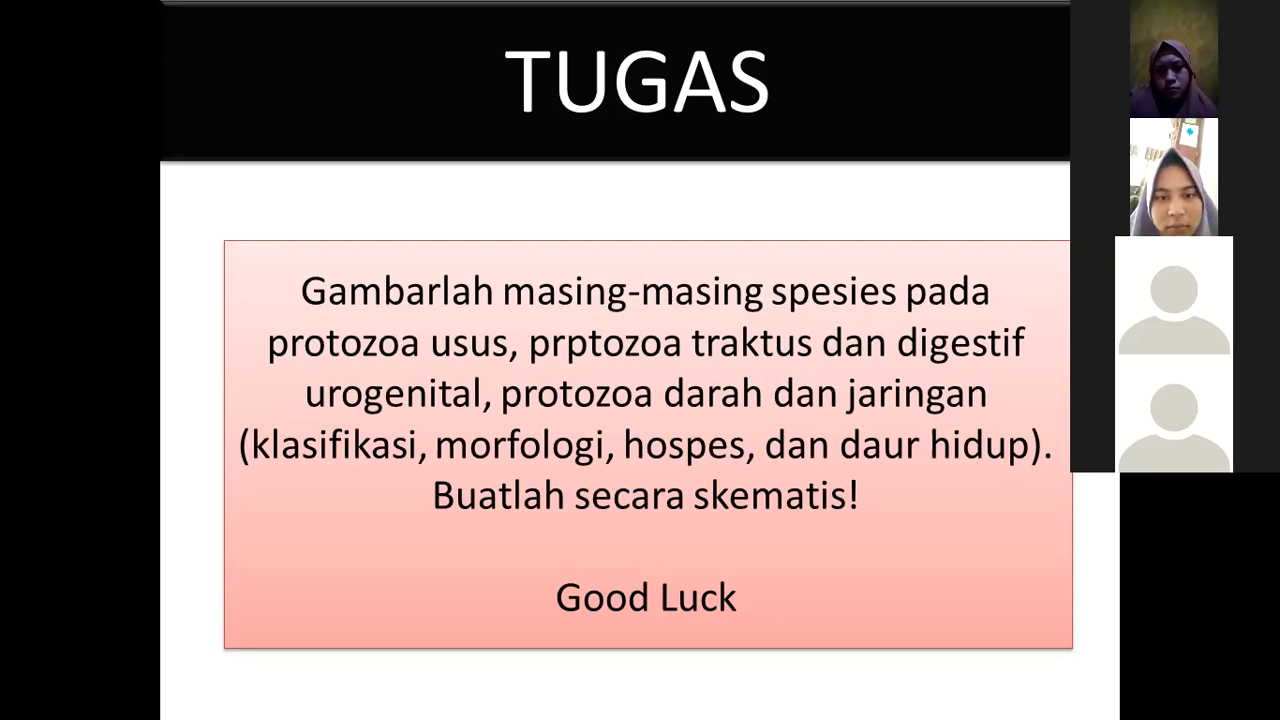 TUGAS
Gambarlah masing-masing spesies pada
protozoa usus, prptozoa traktus dan digestif
urogenital, protozoa darah dan jaringan
(klasifikasi, morfologi, hospes, dan daur hidup).
Buatlah secara skematis!
Good Luck